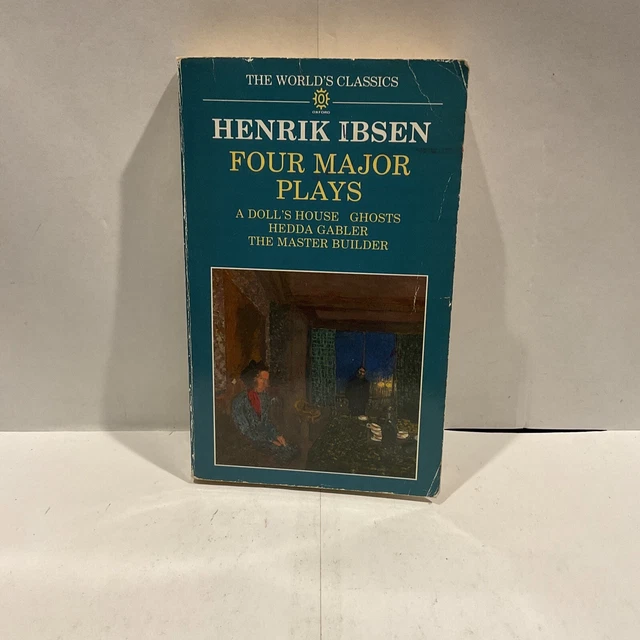 THE WORLD'S CLASSICS
HENRIK IBSEN
FOUR MAJOR
PLAYS
A DOLL'S HOUSE GHOSTS
HEDDA GABLER
THE MASTER BUILDER